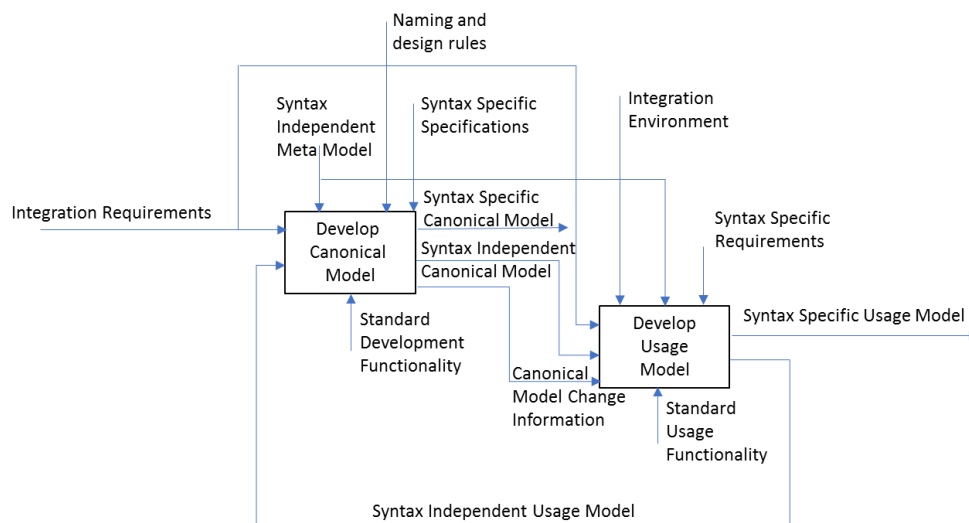 Naming and
design rules
Syntax
Independent
Meta Model
Syntax Specific
Specifications
Integration
Environment
Integration Requirements
Develop
Canonical
Model
Syntax Specific
Canonical Model
Syntax Independent
Canonical Model
Syntax Specific
Requirements
Standard
Development
Functionality
Develop
Usage
Model
Syntax Specific Usage Model
Canonical
Model Change
Information
Standard
Usage
Functionality
Syntax Independent Usage Model